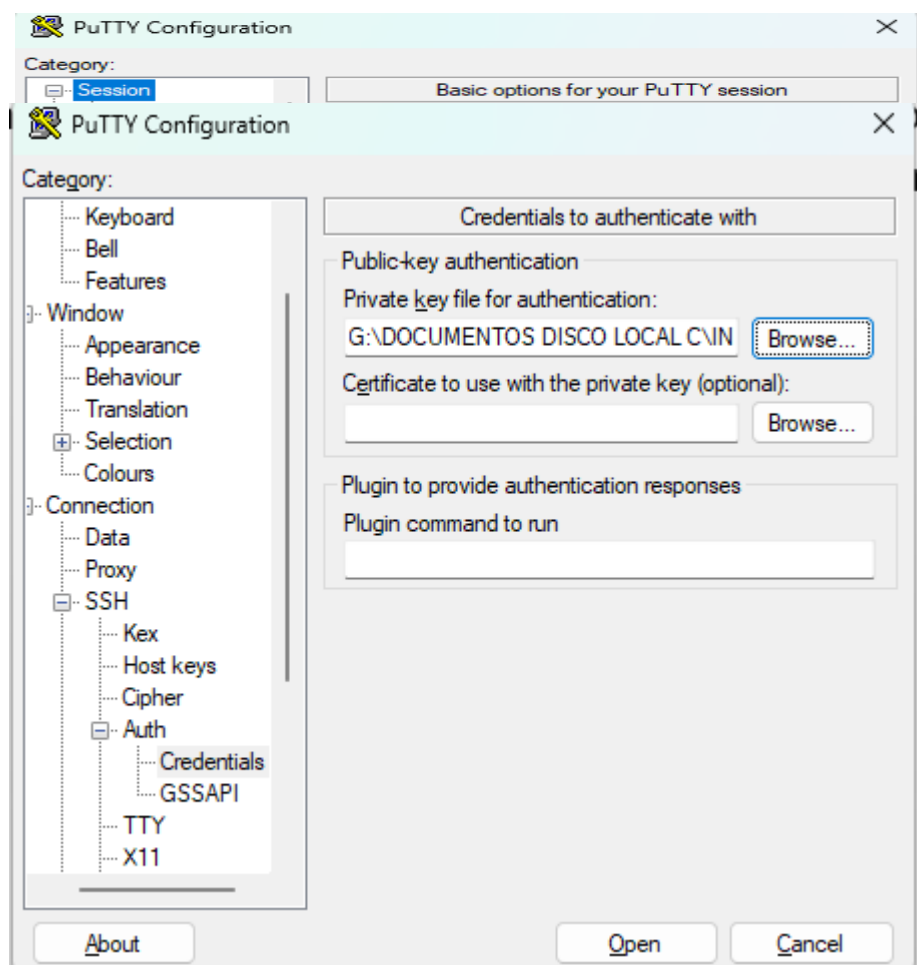 PuTTY Configuration
Category:
Session
Basic options for your PuTTY session
PuTTY Configuration
Category:
Keyboard
Bell
Features
Window
Appearance
Behaviour
Translation
Selection
Colours
Connection
Data
Proxy
SSH
Kex
Host keys
Cipher
Auth
Credentials
GSSAPI
TTY
X11
Credentials to authenticate with
Public-key authentication
Private key file for authentication:
G:\DOCUMENTOS DISCO LOCAL C\IN
Browse...
Certificate to use with the private key (optional):
Browse...
Plugin to provide authentication responses
Plugin command to run
About
Open
Cancel